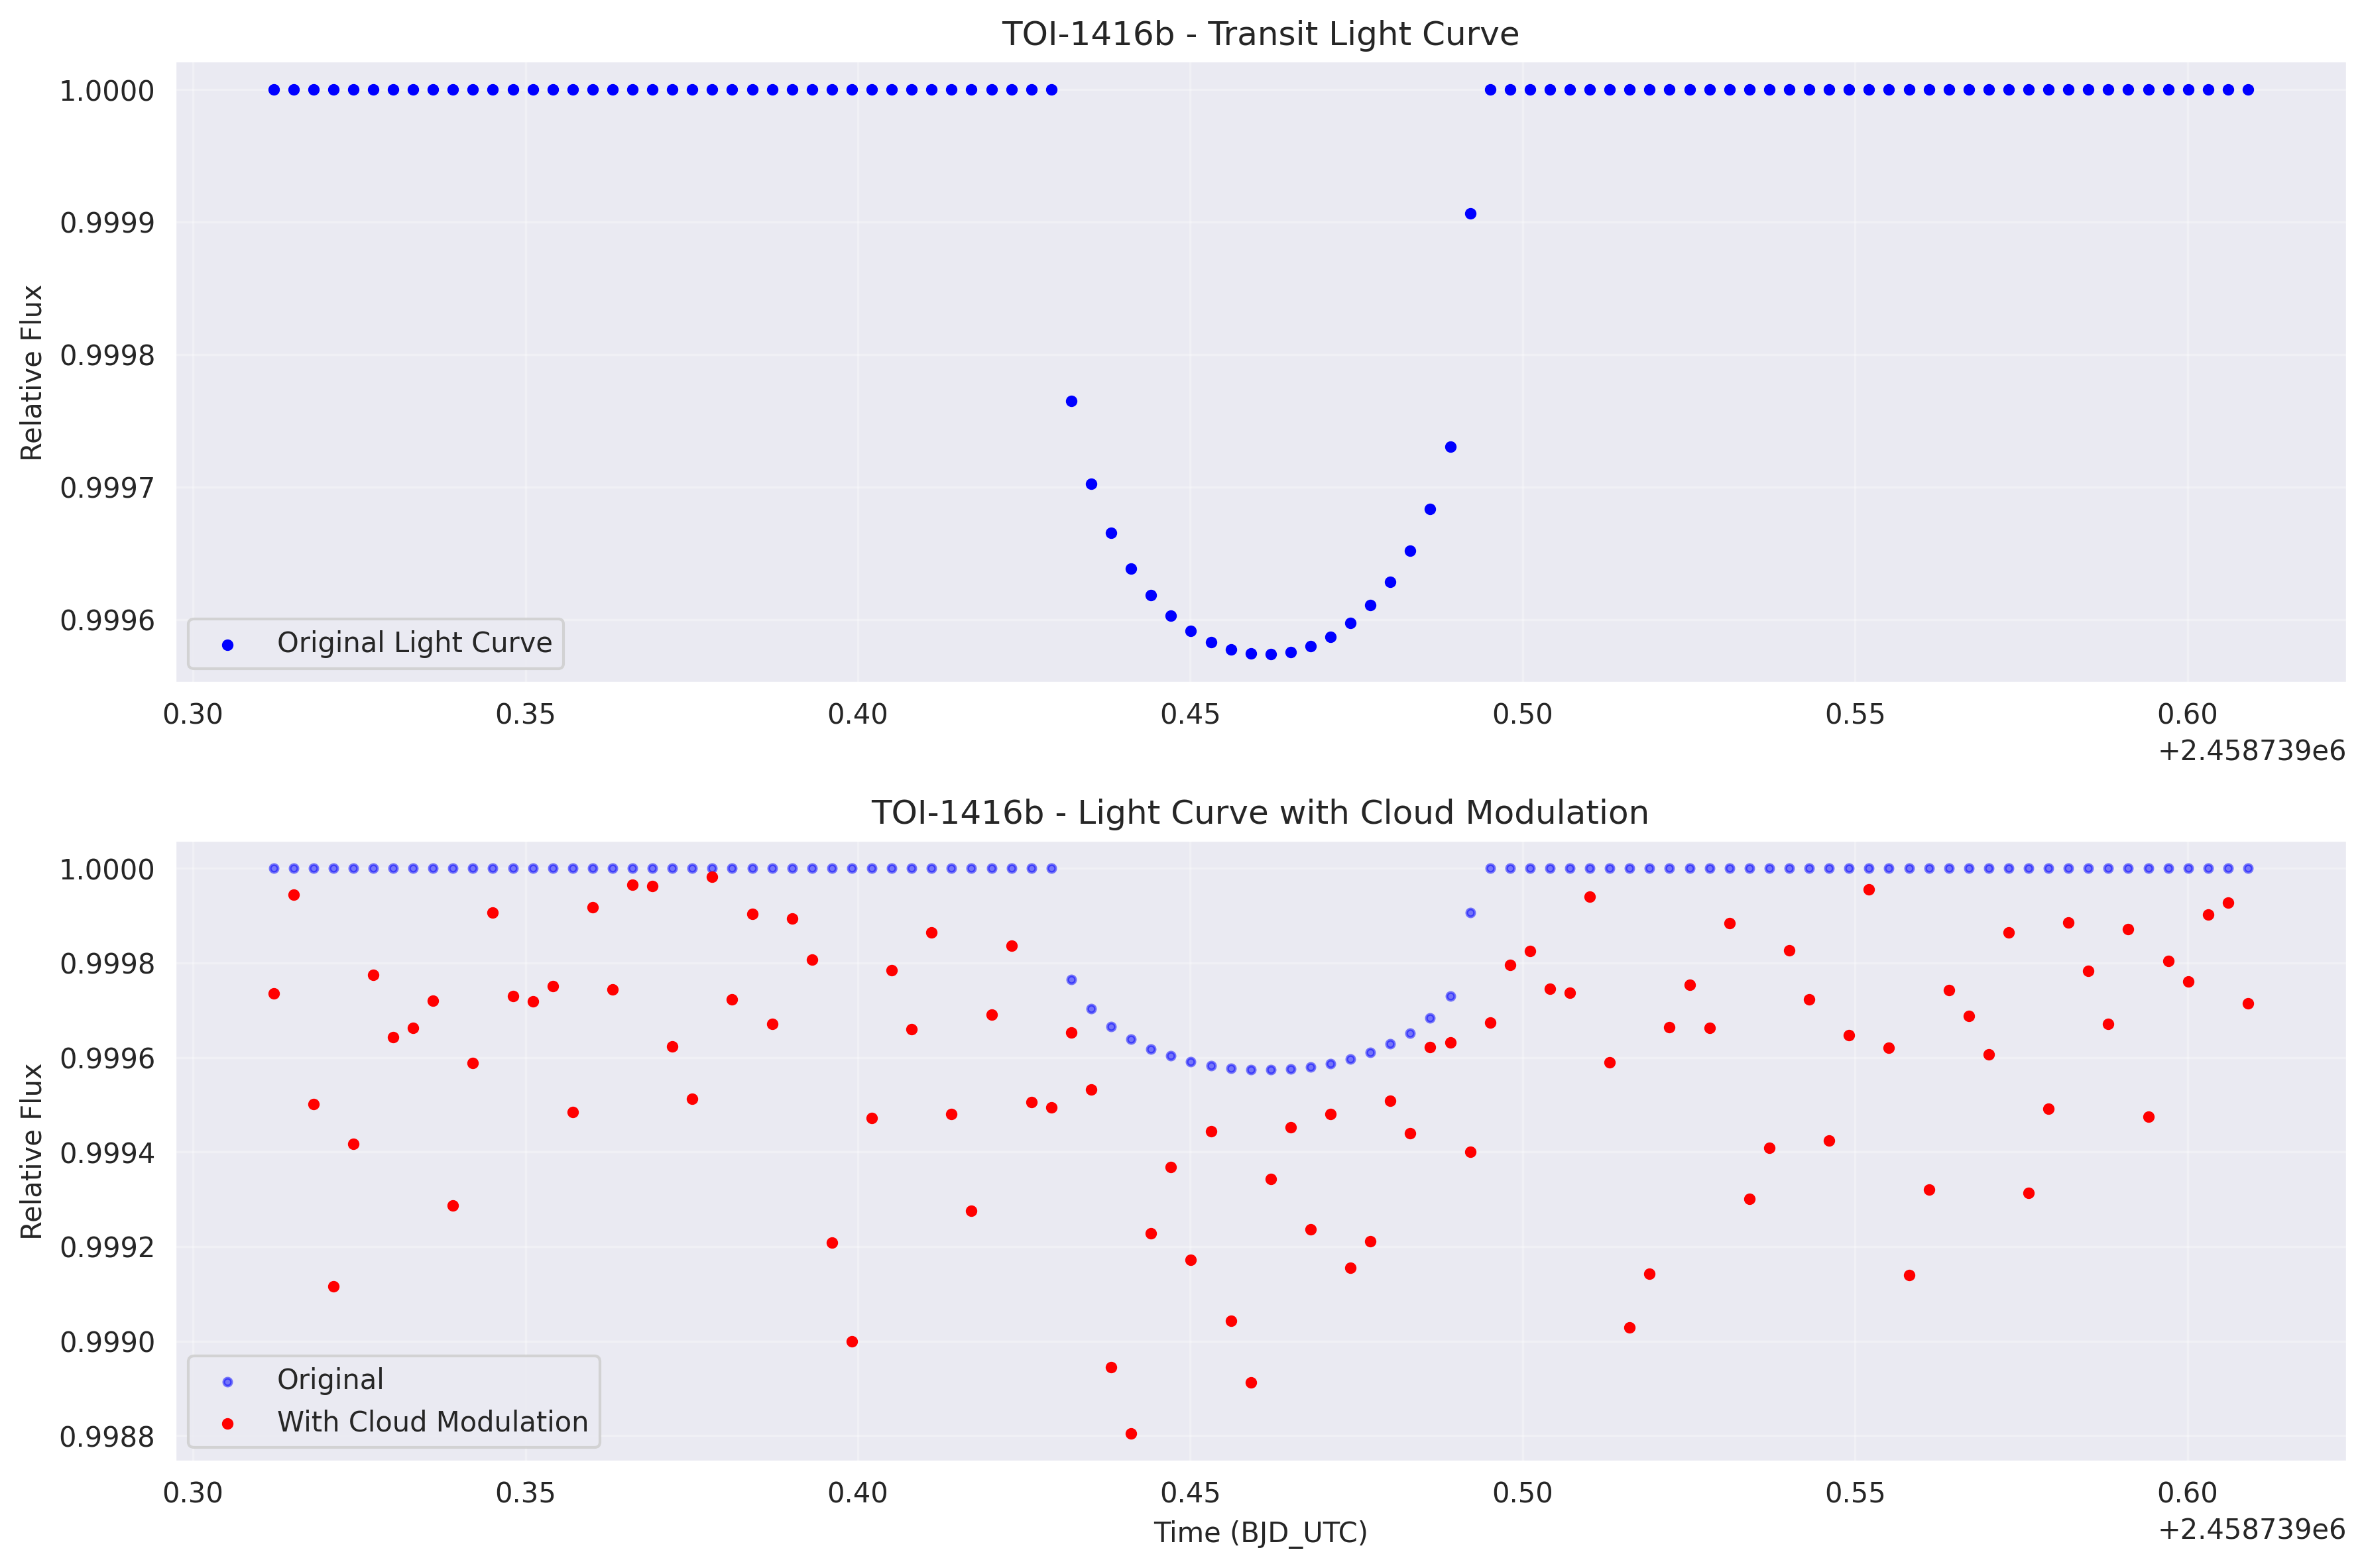 TOI-1416b - Transit Light Curve
Relative Flux
1.0000
0.9999
0.9998
0.9997
0.9996
Original Light Curve
0.30 0.35 0.40 0.45 0.50 0.55 0.60
+2.458739e6
TOI-1416b - Light Curve with Cloud Modulation
Relative Flux
1.0000
0.9998
0.9996
0.9994
0.9992
0.9990
0.9988
Original
With Cloud Modulation
0.30 0.35 0.40 0.45 0.50 0.55 0.60
Time (BJD_UTC)
+2.458739e6